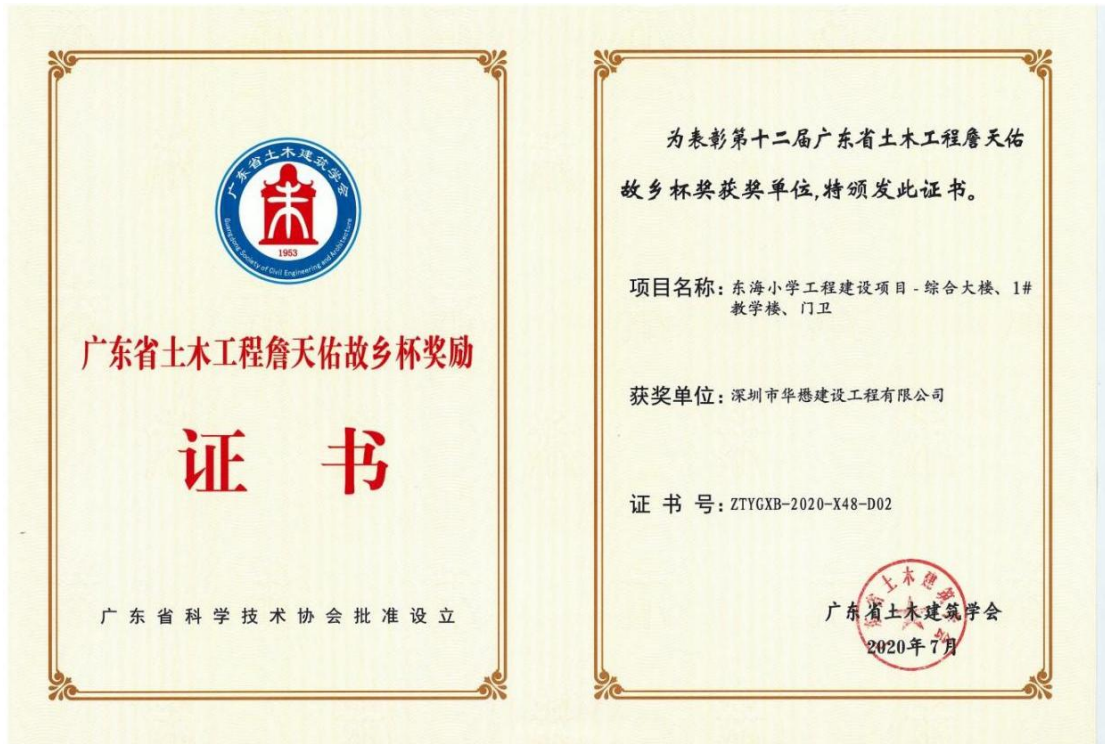 广东省土木建筑学会
1953
Guangdong Society of Civil Engineering and Architecture
广东省土木工程詹天佑故乡杯奖励
证 书
广东省科学技术协会批准设立
为表彰第十二届广东省土木工程詹天佑
故乡杯奖获奖单位,特颁发此证书。
项目名称：东海小学工程建设项目-综合大楼、1#
教学楼、门卫
获奖单位：深圳市华懋建设工程有限公司
证 书 号：ZTYGXB-2020-X48-D02
广东省土木建筑学会
2020年7月